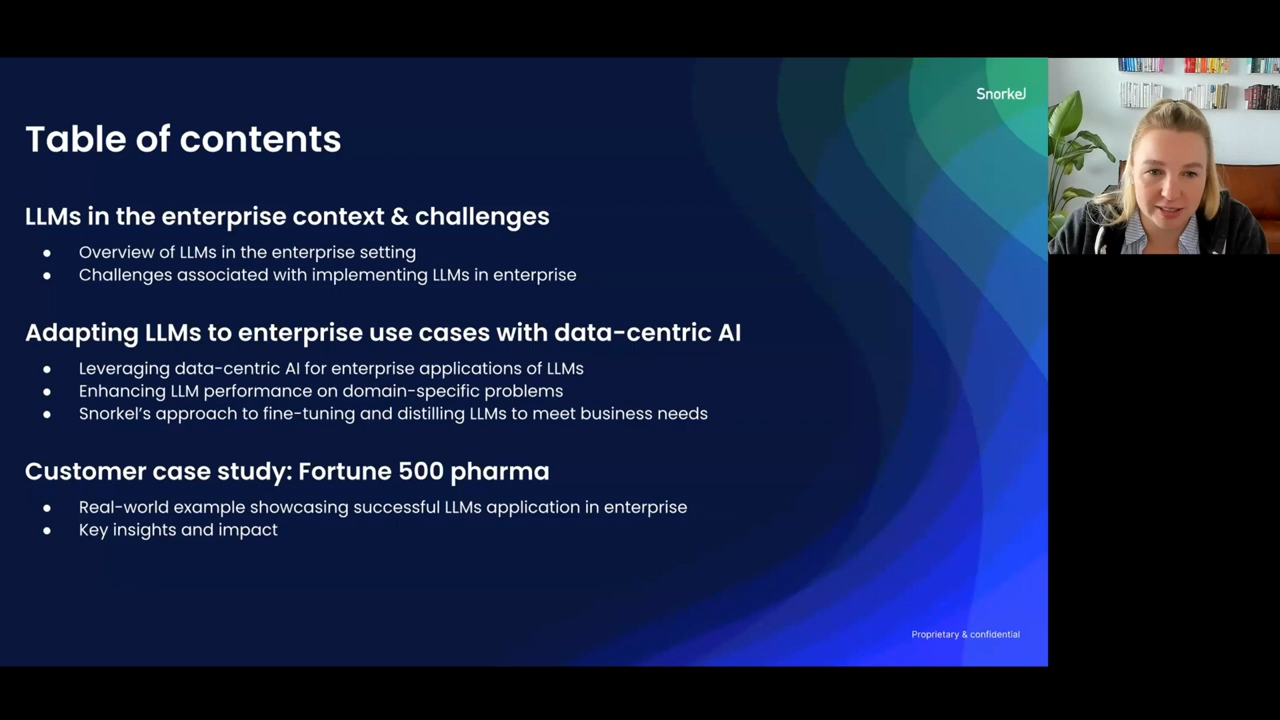 Snorkel
Table of contents
LLMs in the enterprise context & challenges
● Overview of LLMs in the enterprise setting
● Challenges associated with implementing LLMs in enterprise
Adapting LLMs to enterprise use cases with data-centric AI
● Leveraging data-centric AI for enterprise applications of LLMs
● Enhancing LLM performance on domain-specific problems
● Snorkel's approach to fine-tuning and distilling LLMs to meet business needs
Customer case study: Fortune 500 pharma
● Real-world example showcasing successful LLMs application in enterprise
● Key insights and impact
Proprietary & confidential